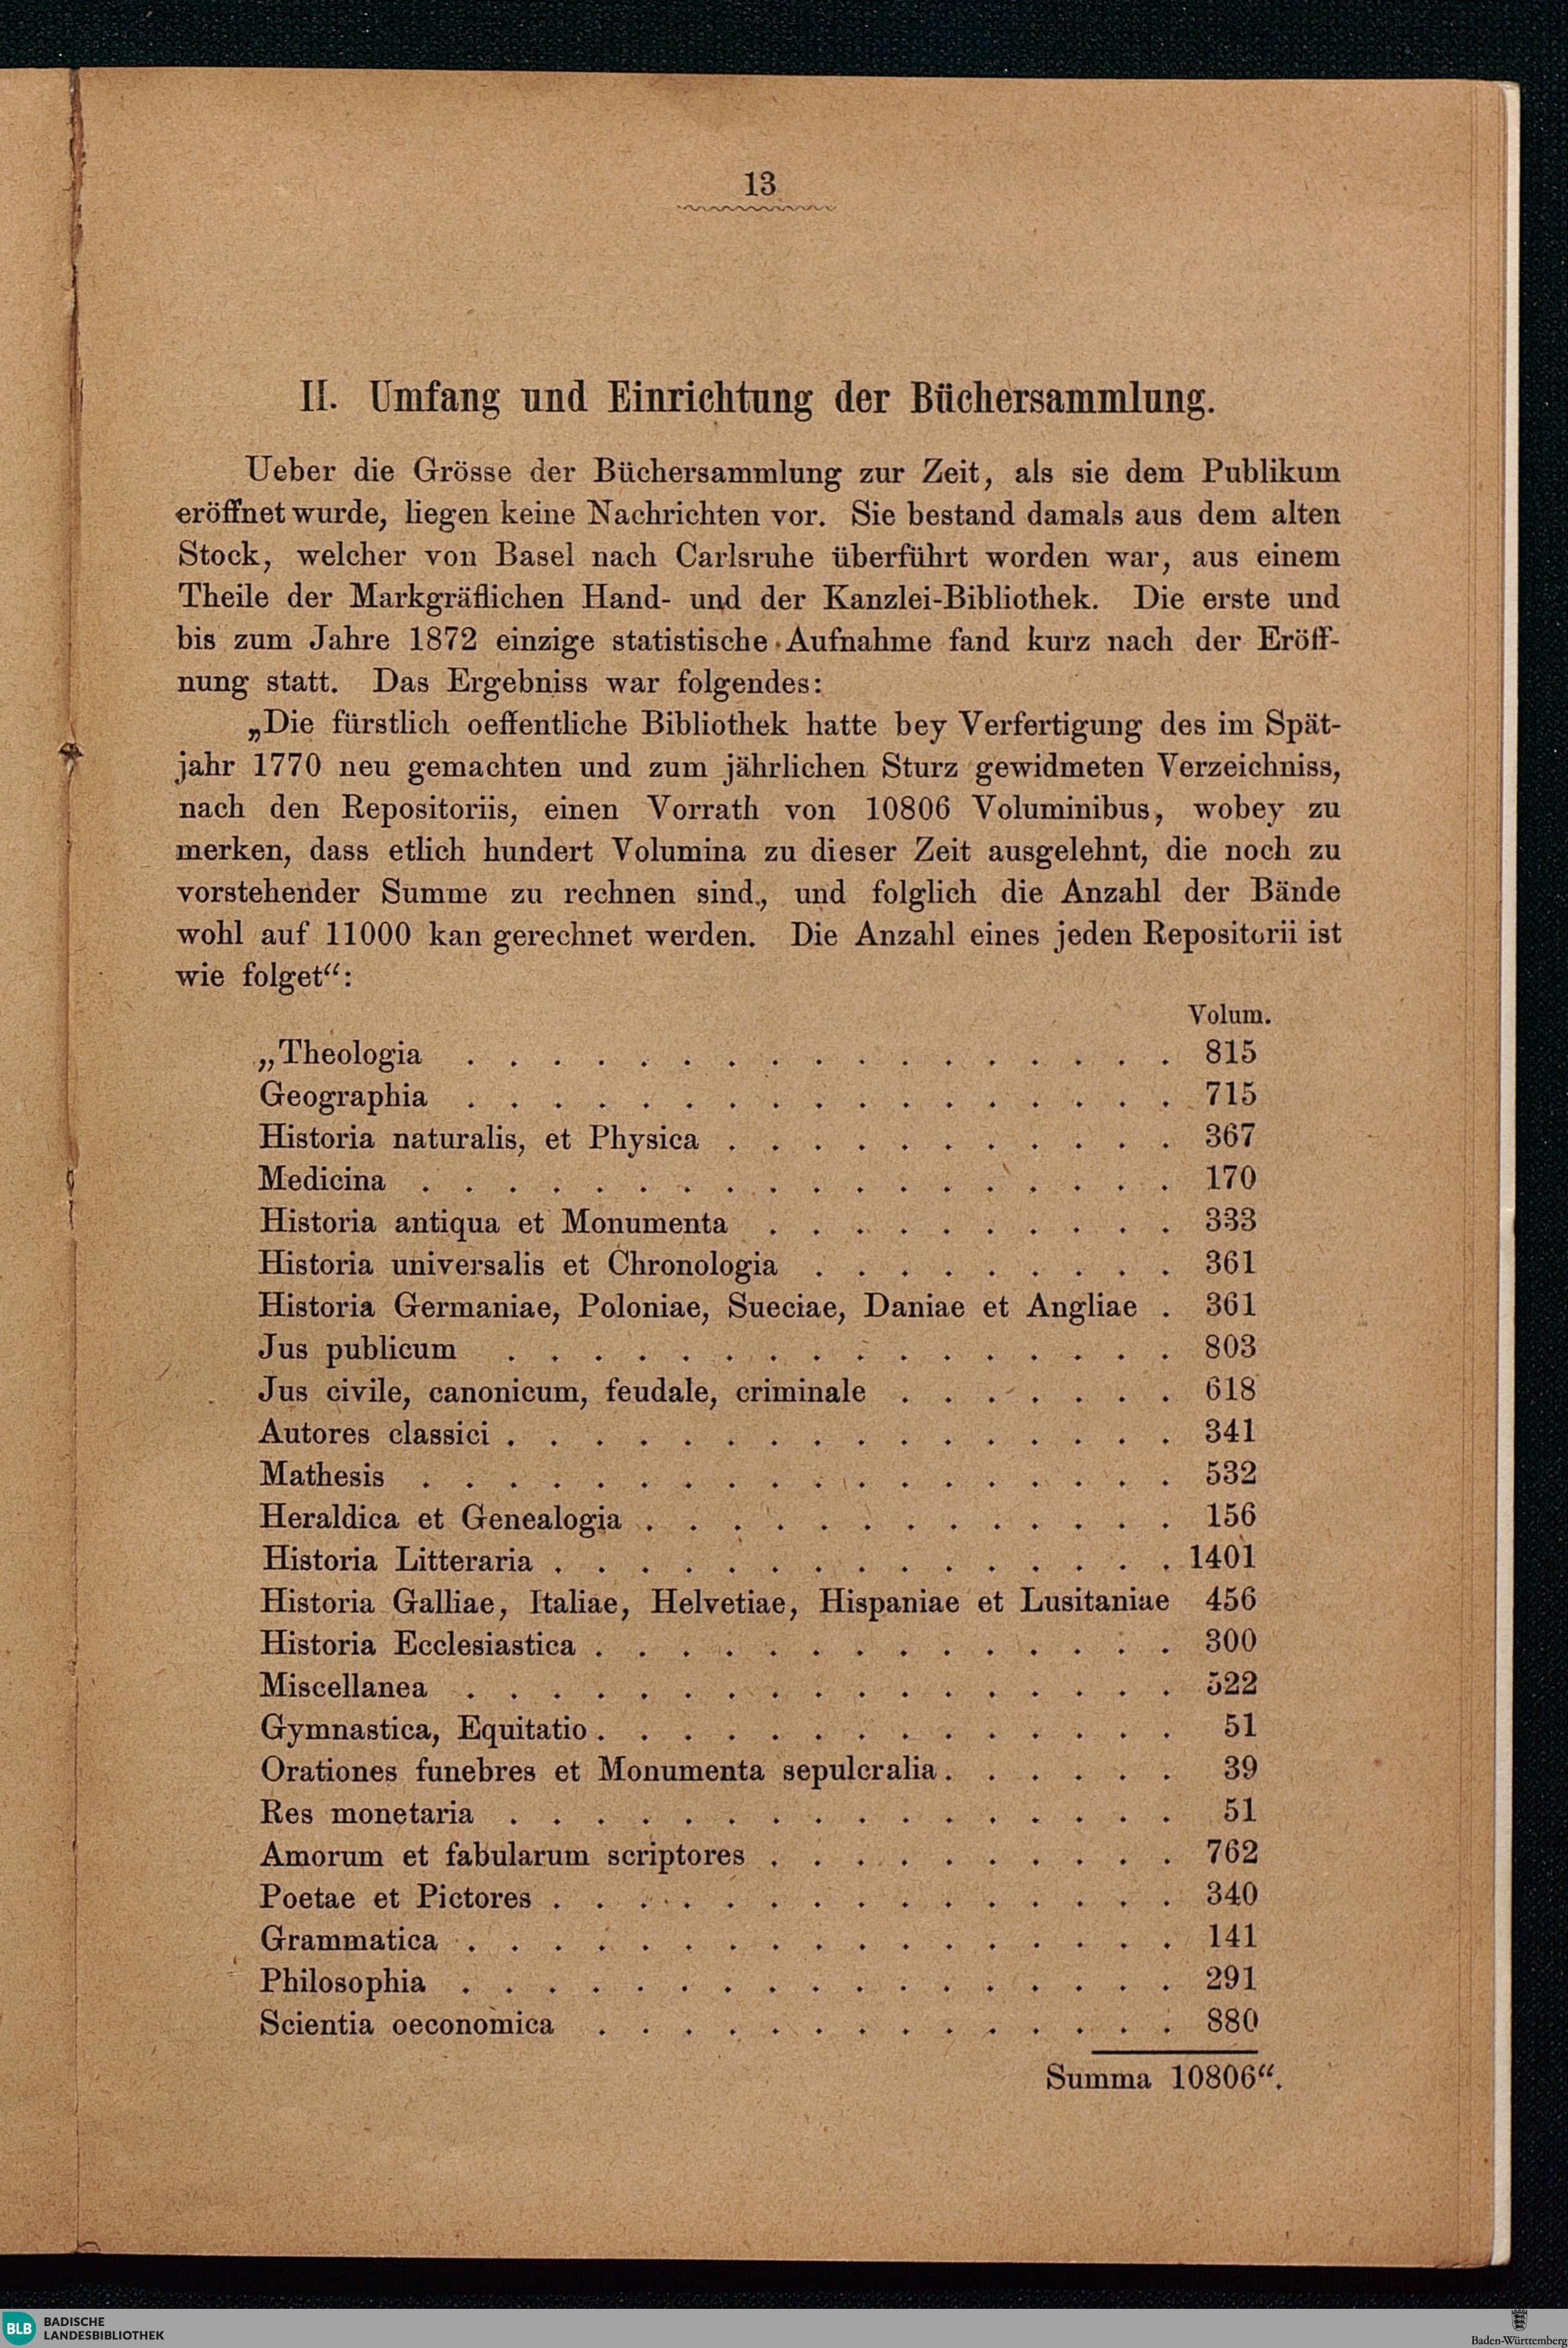 13
II. Umfang und Einrichtung der Büchersammlung.
Ueber die Grösse der Büchersammlung zur Zeit, als sie dem Publikum
eröffnet wurde, liegen keine Nachrichten vor. Sie bestand damals aus dem alten
Stock, welcher von Basel nach Carlsruhe überführt worden war, aus einem
Theile der Markgräflichen Hand- und der Kanzlei-Bibliothek. Die erste und
bis zum Jahre 1872 einzige statistische Aufnahme fand kurz nach der Eröff-
nung statt. Das Ergebniss war folgendes:
„Die fürstlich oeffentliche Bibliothek hatte bey Verfertigung des im Spät-
jahr 1770 neu gemachten und zum jährlichen Sturz gewidmeten Verzeichniss,
nach den Repositoriis, einen Vorrath von 10806 Voluminibus, wobey zu
merken, dass etlich hundert Volumina zu dieser Zeit ausgelehnt, die noch zu
vorstehender Summe zu rechnen sind, und folglich die Anzahl der Bände
wohl auf 11000 kan gerechnet werden. Die Anzahl eines jeden Repositorii ist
wie folget“:
Volum.
„Theologia . . . . . . . . . . . . . . . . . 815
Geographia . . . . . . . . . . . . . . . . . 715
Historia naturalis, et Physica . . . . . . . . . . . 367
Medicina . . . . . . . . . . . . . . . . . . 170
Historia antiqua et Monumenta . . . . . . . . . . 333
Historia universalis et Chronologia . . . . . . . . . 361
Historia Germaniae, Poloniae, Sueciae, Daniae et Angliae . 361
Jus publicum . . . . . . . . . . . . . . . . 803
Jus civile, canonicum, feudale, criminale . . . . . . . 618
Autores classici . . . . . . . . . . . . . . . . 341
Mathesis . . . . . . . . . . . . . . . . . . 532
Heraldica et Genealogia . . . . . . . . . . . . . 156
Historia Litteraria . . . . . . . . . . . . . . . 1401
Historia Galliae, Italiae, Helvetiae, Hispaniae et Lusitaniae 456
Historia Ecclesiastica . . . . . . . . . . . . . . 300
Miscellanea . . . . . . . . . . . . . . . . . 522
Gymnastica, Equitatio . . . . . . . . . . . . . . 51
Orationes funebres et Monumenta sepulcralia . . . . . . 39
Res monetaria . . . . . . . . . . . . . . . . 51
Amorum et fabularum scriptores . . . . . . . . . . 762
Poetae et Pictores . . . . . . . . . . . . . . . 340
Grammatica . . . . . . . . . . . . . . . . . 141
Philosophia . . . . . . . . . . . . . . . . . 291
Scientia oeconomica . . . . . . . . . . . . . . 880
Summa 10806“.
BLB BADISCHE
LANDESBIBLIOTHEK
Baden-Württemberg